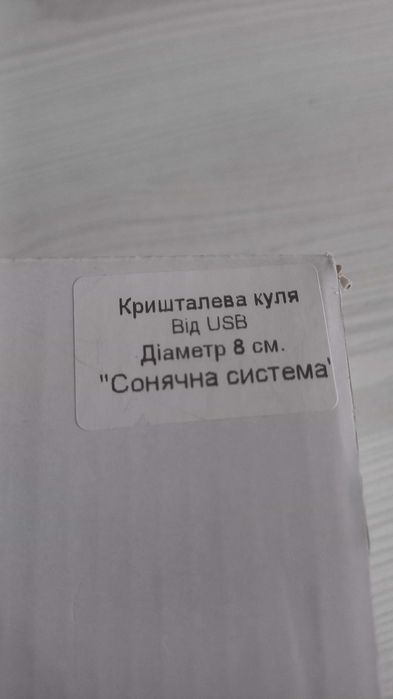 Кришталева куля
Від USB
Діаметр 8 см.
"Сонячна система"